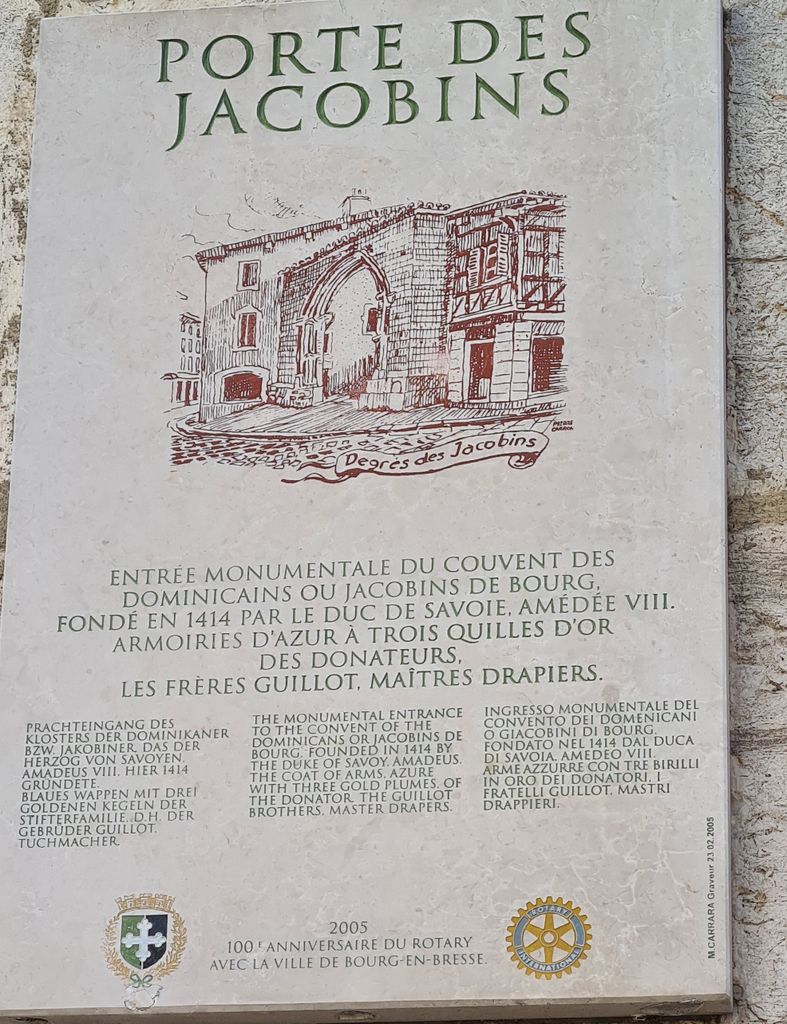 PORTE DES
JACOBINS
PIERRE
CARRON
Degrés des Jacobins
ENTRÉE MONUMENTALE DU COUVENT DES
DOMINICAINS OU JACOBINS DE BOURG,
FONDÉ EN 1414 PAR LE DUC DE SAVOIE, AMÉDÉE VIII.
ARMOIRIES D'AZUR À TROIS QUILLES D'OR
DES DONATEURS,
LES FRÈRES GUILLOT, MAÎTRES DRAPIERS.
PRACHTEINGANG DES
KLOSTERS DER DOMINIKANER
BZW. JAKOBINER, DAS DER
HERZOG VON SAVOYEN,
AMADEUS VIII. HIER 1414
GRÜNDETE.
BLAUES WAPPEN MIT DREI
GOLDENEN KEGELN DER
STIFTERFAMILIE, D.H. DER
GEBRÜDER GUILLOT,
TUCHMACHER.
THE MONUMENTAL ENTRANCE
TO THE CONVENT OF THE
DOMINICANS OR JACOBINS DE
BOURG, FOUNDED IN 1414 BY
THE DUKE OF SAVOY, AMADEUS.
THE COAT OF ARMS, AZURE
WITH THREE GOLD PLUMES, OF
THE DONATOR, THE GUILLOT
BROTHERS, MASTER DRAPERS.
INGRESSO MONUMENTALE DEL
CONVENTO DEI DOMENICANI
O GIACOBINI DI BOURG,
FONDATO NEL 1414 DAL DUCA
DI SAVOIA, AMEDEO VIII.
ARME AZZURRE CON TRE BIRILLI
IN ORO DEI DONATORI, I
FRATELLI GUILLOT, MASTRI
DRAPPIERI.
2005
100E ANNIVERSAIRE DU ROTARY
AVEC LA VILLE DE BOURG-EN-BRESSE.
ROTARY
INTERNATIONAL
M.CARRARA Graveur 23.02.2005